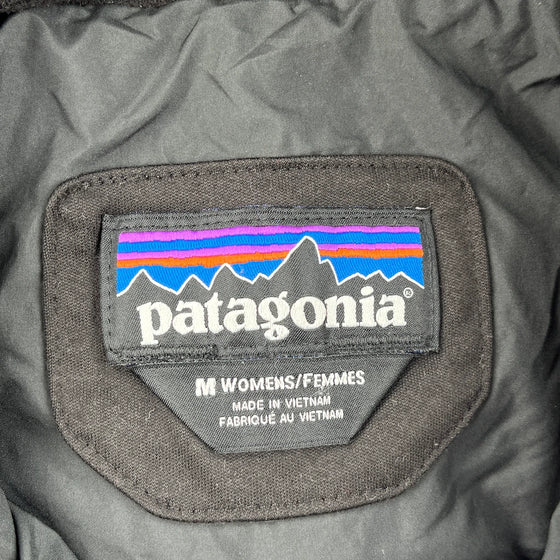 patagonia®
M WOMENS/FEMMES
MADE IN VIETNAM
FABRIQUÉ AU VIETNAM